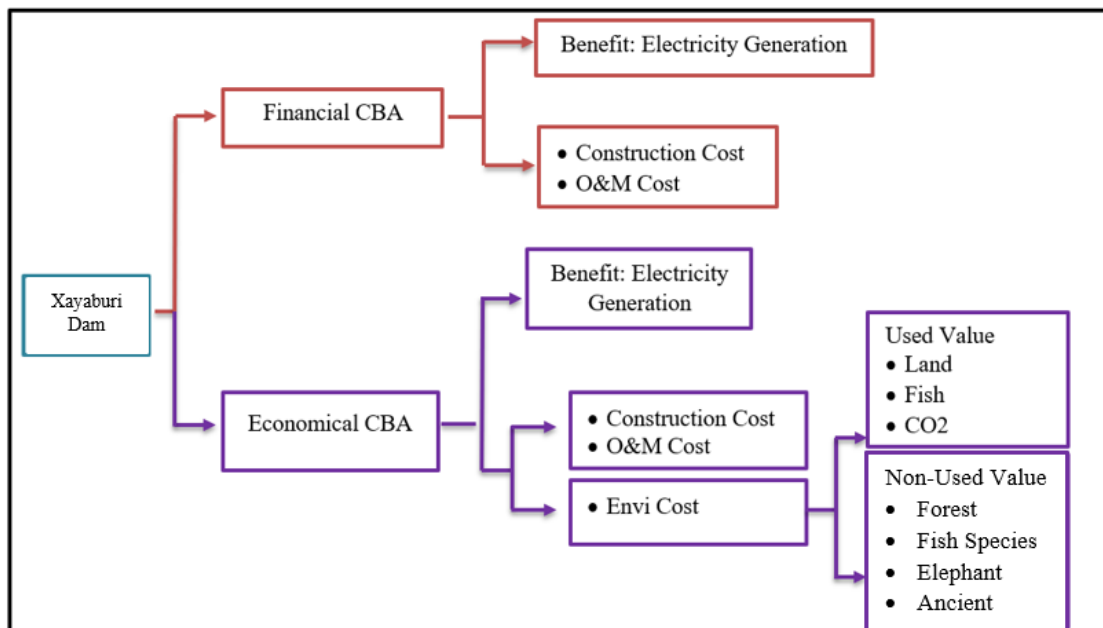 Xayaburi
Dam
Financial CBA
Benefit: Electricity Generation
• Construction Cost
• O&M Cost
Economical CBA
Benefit: Electricity
Generation
• Construction Cost
• O&M Cost
• Envi Cost
Used Value
• Land
• Fish
• CO2
Non-Used Value
• Forest
• Fish Species
• Elephant
• Ancient